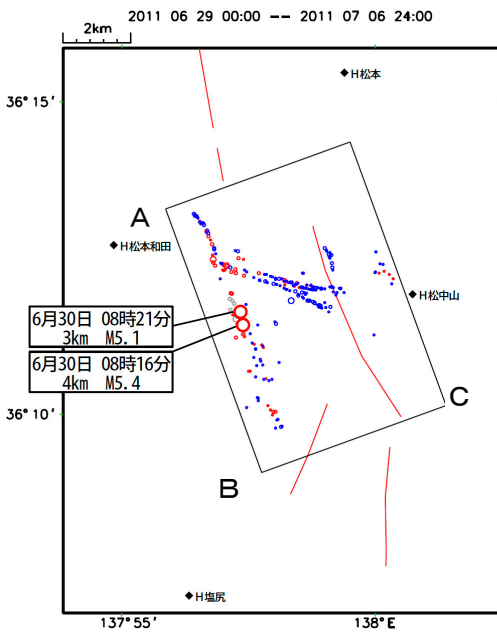 2011 06 29 00:00 -- 2011 07 06 24:00
2km
36°15′
H松本
A
H松本和田
H松中山
6月30日 08時21分
3km M5.1
6月30日 08時16分
4km M5.4
C
36°10′
B
H塩尻
137°55′
138°E